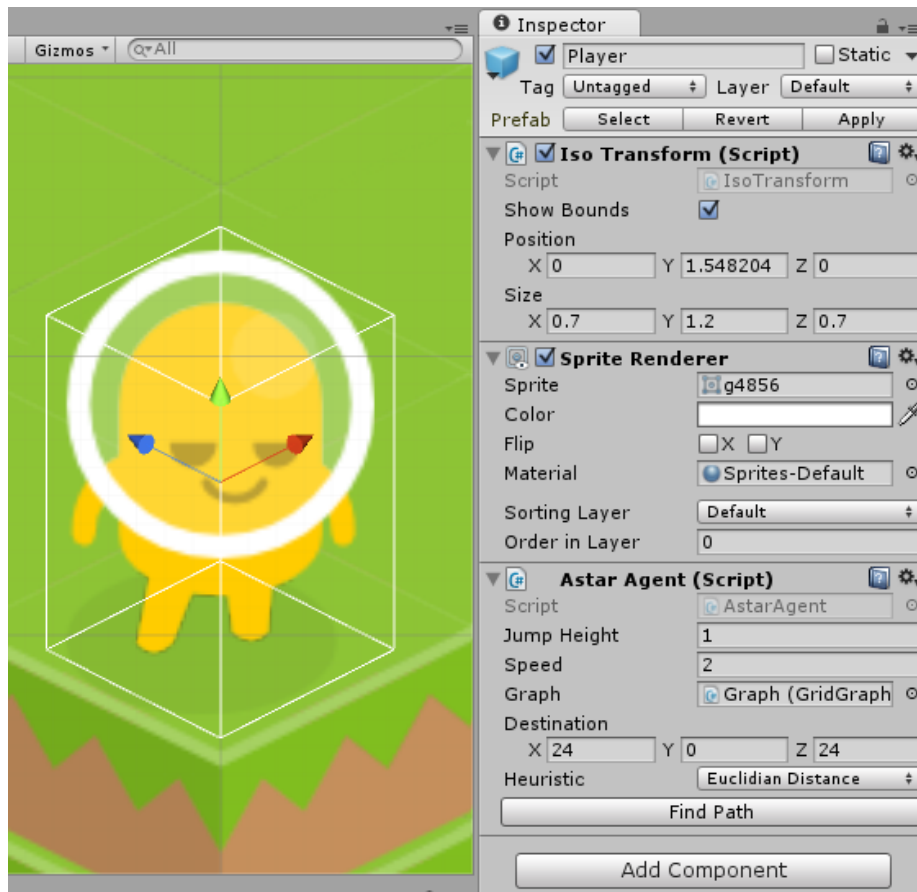 Inspector
Gizmos All
Player Static
Tag Untagged Layer Default
Prefab Select Revert Apply
Iso Transform (Script)
Script IsoTransform
Show Bounds
Position
X 0 Y 1.548204 Z 0
Size
X 0.7 Y 1.2 Z 0.7
Sprite Renderer
Sprite g4856
Color
Flip X Y
Material Sprites-Default
Sorting Layer Default
Order in Layer 0
Astar Agent (Script)
Script AstarAgent
Jump Height 1
Speed 2
Graph Graph (GridGraph
Destination
X 24 Y 0 Z 24
Heuristic Euclidian Distance
Find Path
Add Component